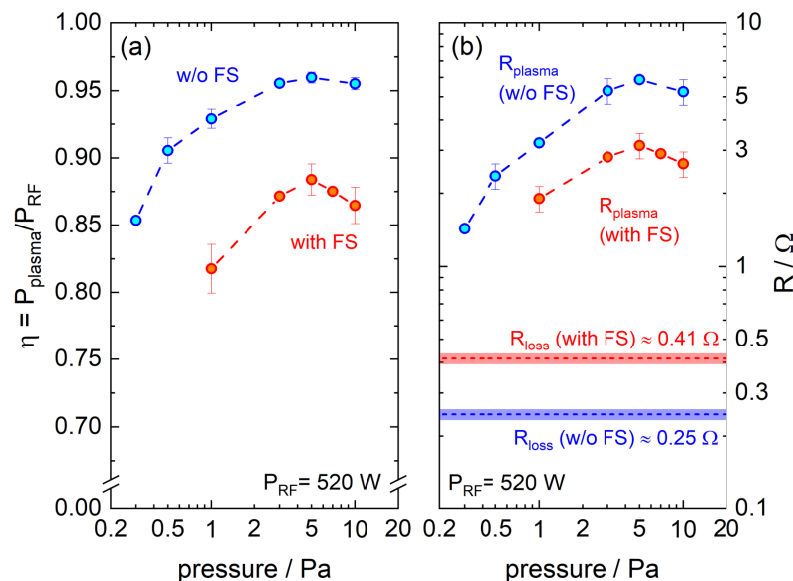 (a)
w/o FS
with FS
P_RF= 520 W
1.00
0.95
0.90
0.85
0.80
0.75
0.70
0.00
η = P_plasma/P_RF
0.2 0.5 1 2 5 10 20
pressure / Pa
(b)
R_plasma
(w/o FS)
R_plasma
(with FS)
R_loss (with FS) ≈ 0.41 Ω
R_loss (w/o FS) ≈ 0.25 Ω
P_RF= 520 W
10
6
3
1
0.5
0.3
0.1
R / Ω
0.2 0.5 1 2 5 10 20
pressure / Pa